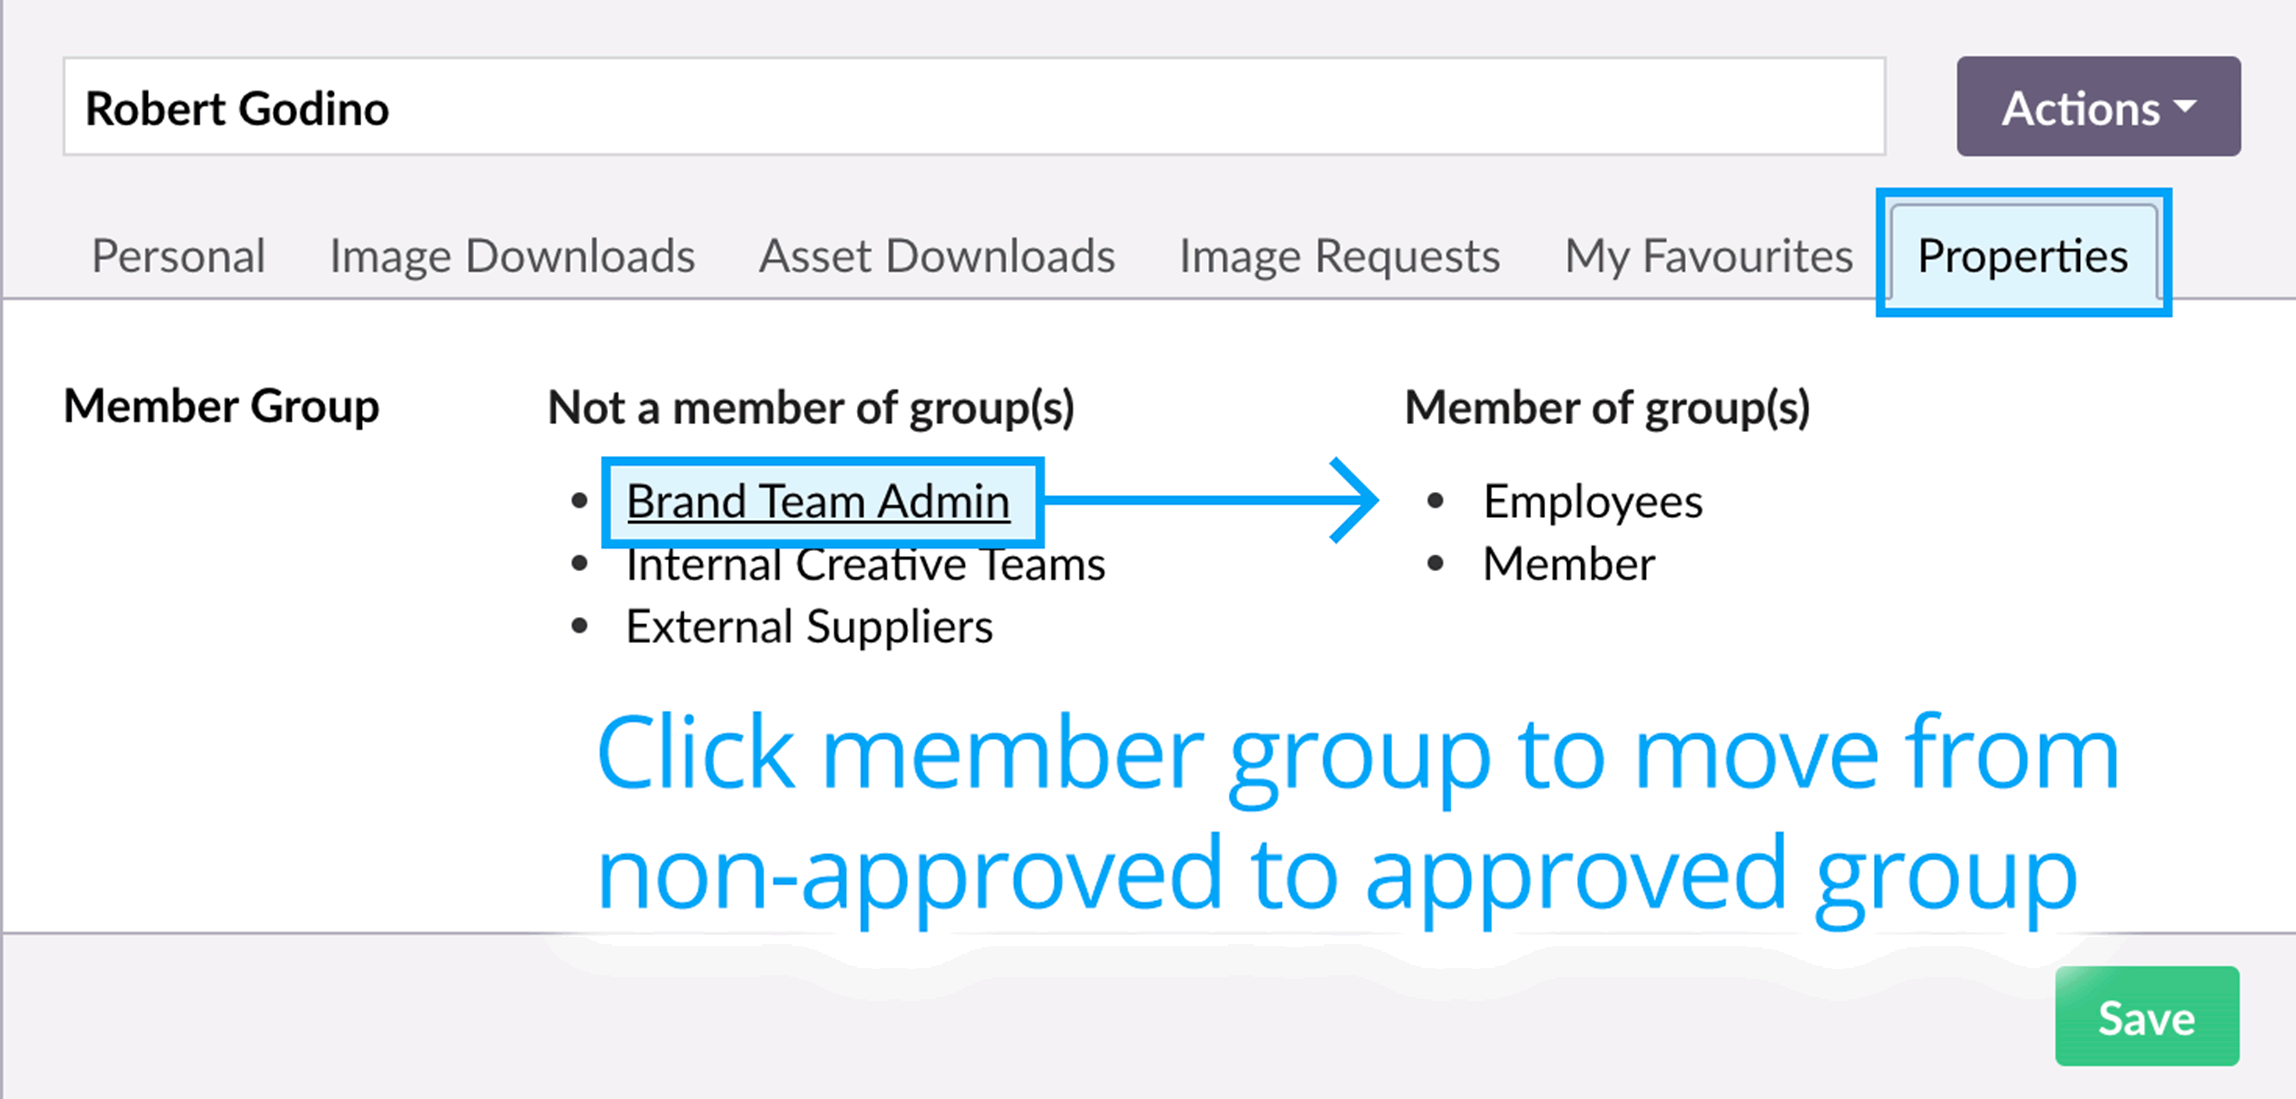 Robert Godino
Actions
Personal Image Downloads Asset Downloads Image Requests My Favourites Properties
Member Group Not a member of group(s) Member of group(s)
Brand Team Admin Employees
Internal Creative Teams Member
External Suppliers
Click member group to move from
non-approved to approved group
Save